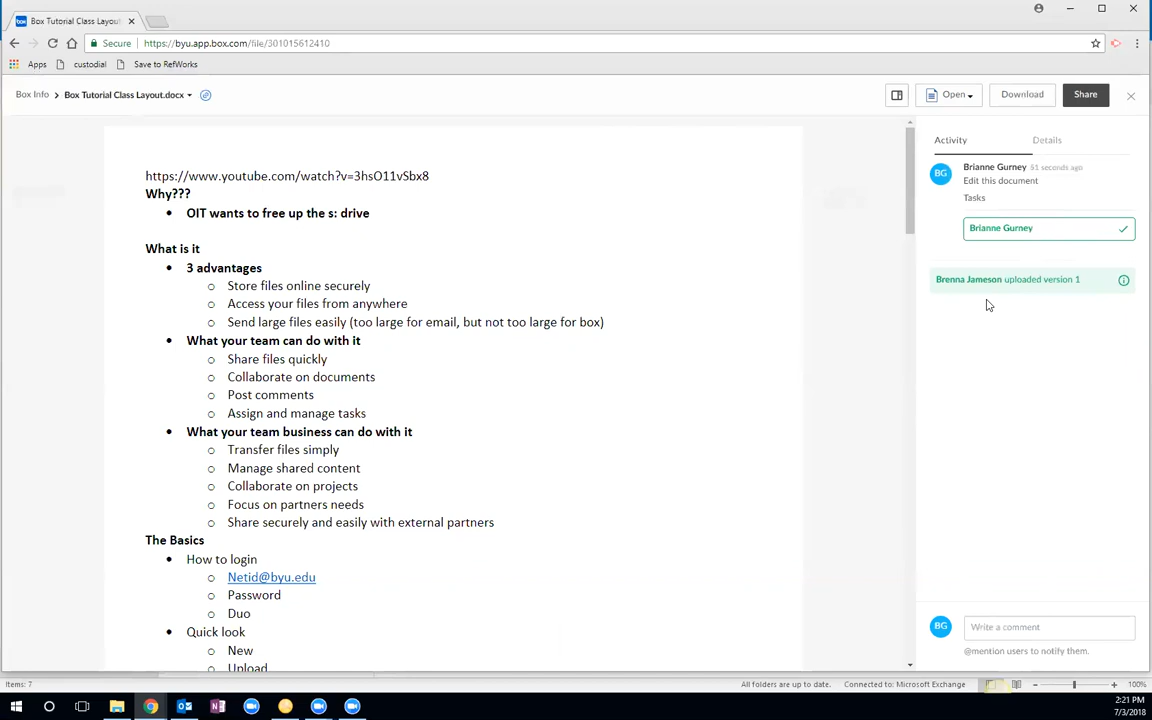 Box Tutorial Class Layou
Secure
https://byu.app.box.com/file/301015612410
Apps
custodial
Save to RefWorks
Box Info
Box Tutorial Class Layout.docx
Open
Download
Share
https://www.youtube.com/watch?v=3hsO11vSbx8
Why???
• OIT wants to free up the s: drive
What is it
• 3 advantages
o Store files online securely
o Access your files from anywhere
o Send large files easily (too large for email, but not too large for box)
• What your team can do with it
o Share files quickly
o Collaborate on documents
o Post comments
o Assign and manage tasks
• What your team business can do with it
o Transfer files simply
o Manage shared content
o Collaborate on projects
o Focus on partners needs
o Share securely and easily with external partners
The Basics
• How to login
o Netid@byu.edu
o Password
o Duo
• Quick look
o New
o Upload
Activity
Details
BG
Brianne Gurney 51 seconds ago
Edit this document
Tasks
Brianne Gurney
Brenna Jameson uploaded version 1
BG
Write a comment
@mention users to notify them.
Items: 7
All folders are up to date.
Connected to: Microsoft Exchange
100%
2:21 PM
7/3/2018